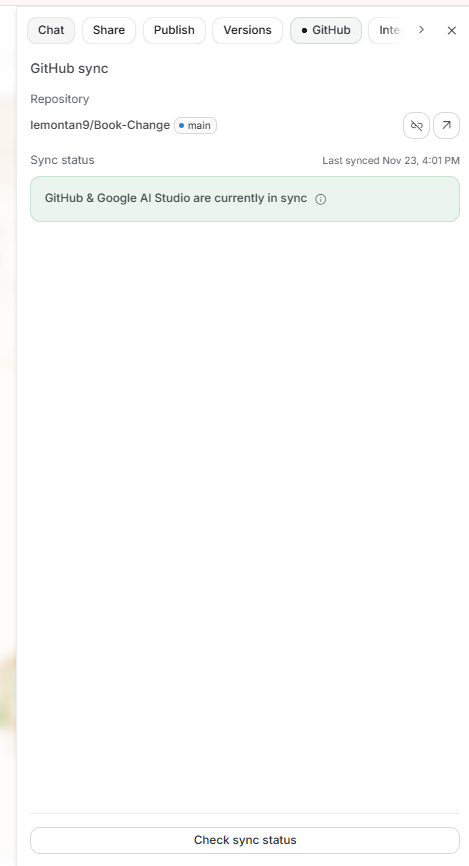 Chat Share Publish Versions GitHub
GitHub sync
Repository
lemontan9/Book-Change main
Sync status Last synced Nov 23, 4:01 PM
GitHub & Google AI Studio are currently in sync
Check sync status